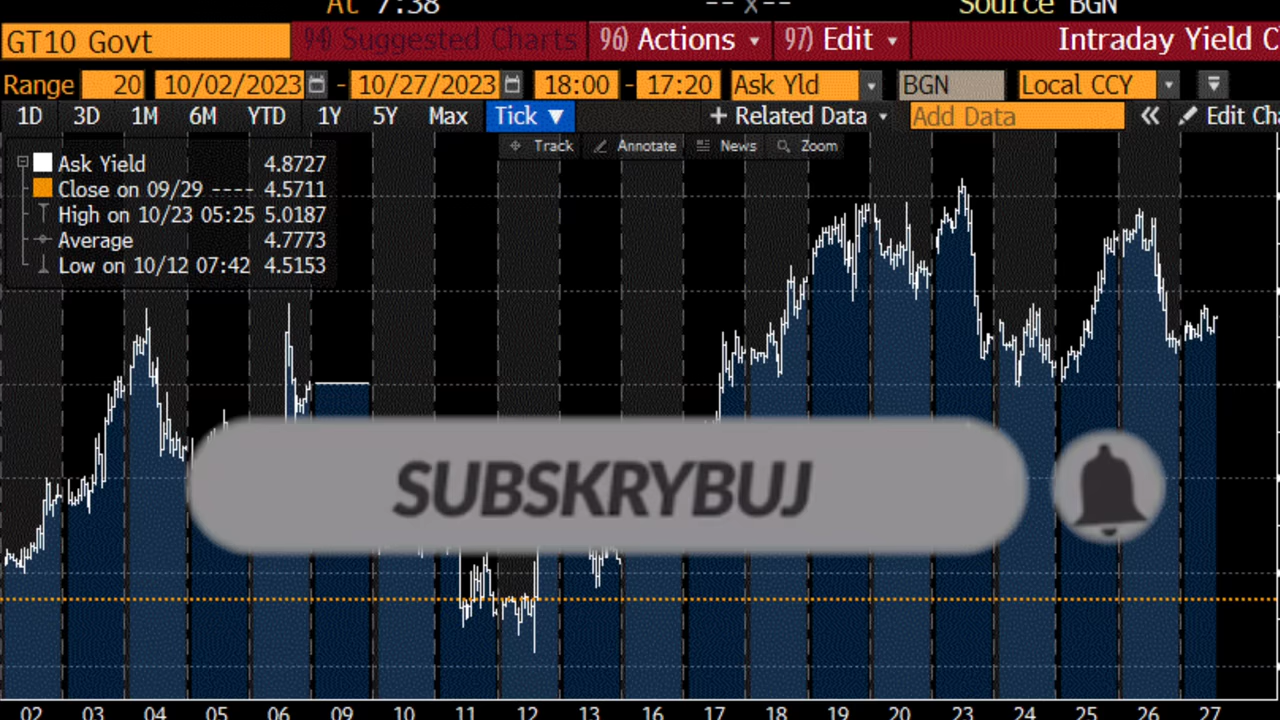 At 7:38 -- x -- Source BGN
GT10 Govt 94) Suggested Charts 96) Actions 97) Edit Intraday Yield C
Range 20 10/02/2023 - 10/27/2023 18:00 - 17:20 Ask Yld BGN Local CCY
1D 3D 1M 6M YTD 1Y 5Y Max Tick ▼ + Related Data Add Data « Edit Cha
Track Annotate News Zoom
Ask Yield 4.8727
Close on 09/29 ---- 4.5711
High on 10/23 05:25 5.0187
Average 4.7773
Low on 10/12 07:42 4.5153
SUBSKRYBUJ
02 03 04 05 06 09 10 11 12 13 16 17 18 19 20 23 24 25 26 27